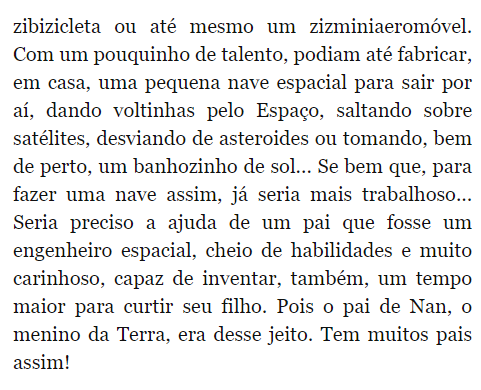 zibizicleta ou até mesmo um zizminiaeromóvel.
Com um pouquinho de talento, podiam até fabricar,
em casa, uma pequena nave espacial para sair por
aí, dando voltinhas pelo Espaço, saltando sobre
satélites, desviando de asteroides ou tomando, bem
de perto, um banhozinho de sol... Se bem que, para
fazer uma nave assim, já seria mais trabalhoso...
Seria preciso a ajuda de um pai que fosse um
engenheiro espacial, cheio de habilidades e muito
carinhoso, capaz de inventar, também, um tempo
maior para curtir seu filho. Pois o pai de Nan, o
menino da Terra, era desse jeito. Tem muitos pais
assim!